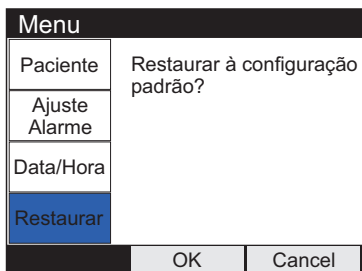 Menu
Paciente
Ajuste
Alarme
Data/Hora
Restaurar
Restaurar à configuração
padrão?
OK
Cancel